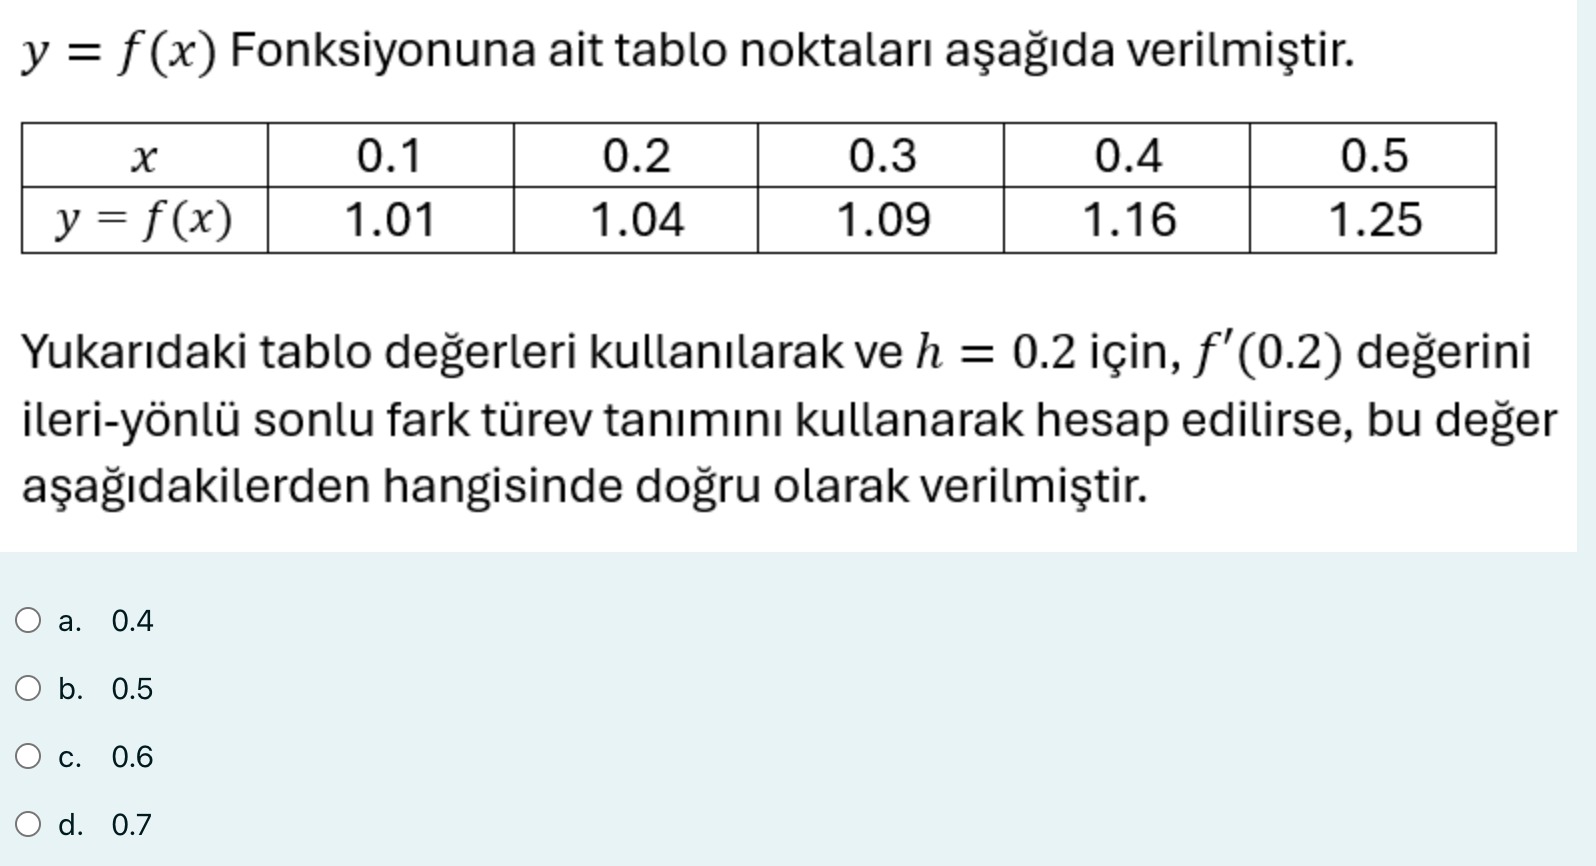 y = f(x) Fonksiyonuna ait tablo noktaları aşağıda verilmiştir.
x 0.1 0.2 0.3 0.4 0.5
y = f(x) 1.01 1.04 1.09 1.16 1.25
Yukarıdaki tablo değerleri kullanılarak ve h = 0.2 için, f′(0.2) değerini
ileri-yönlü sonlu fark türev tanımını kullanarak hesap edilirse, bu değer
aşağıdakilerden hangisinde doğru olarak verilmiştir.
a. 0.4
b. 0.5
c. 0.6
d. 0.7